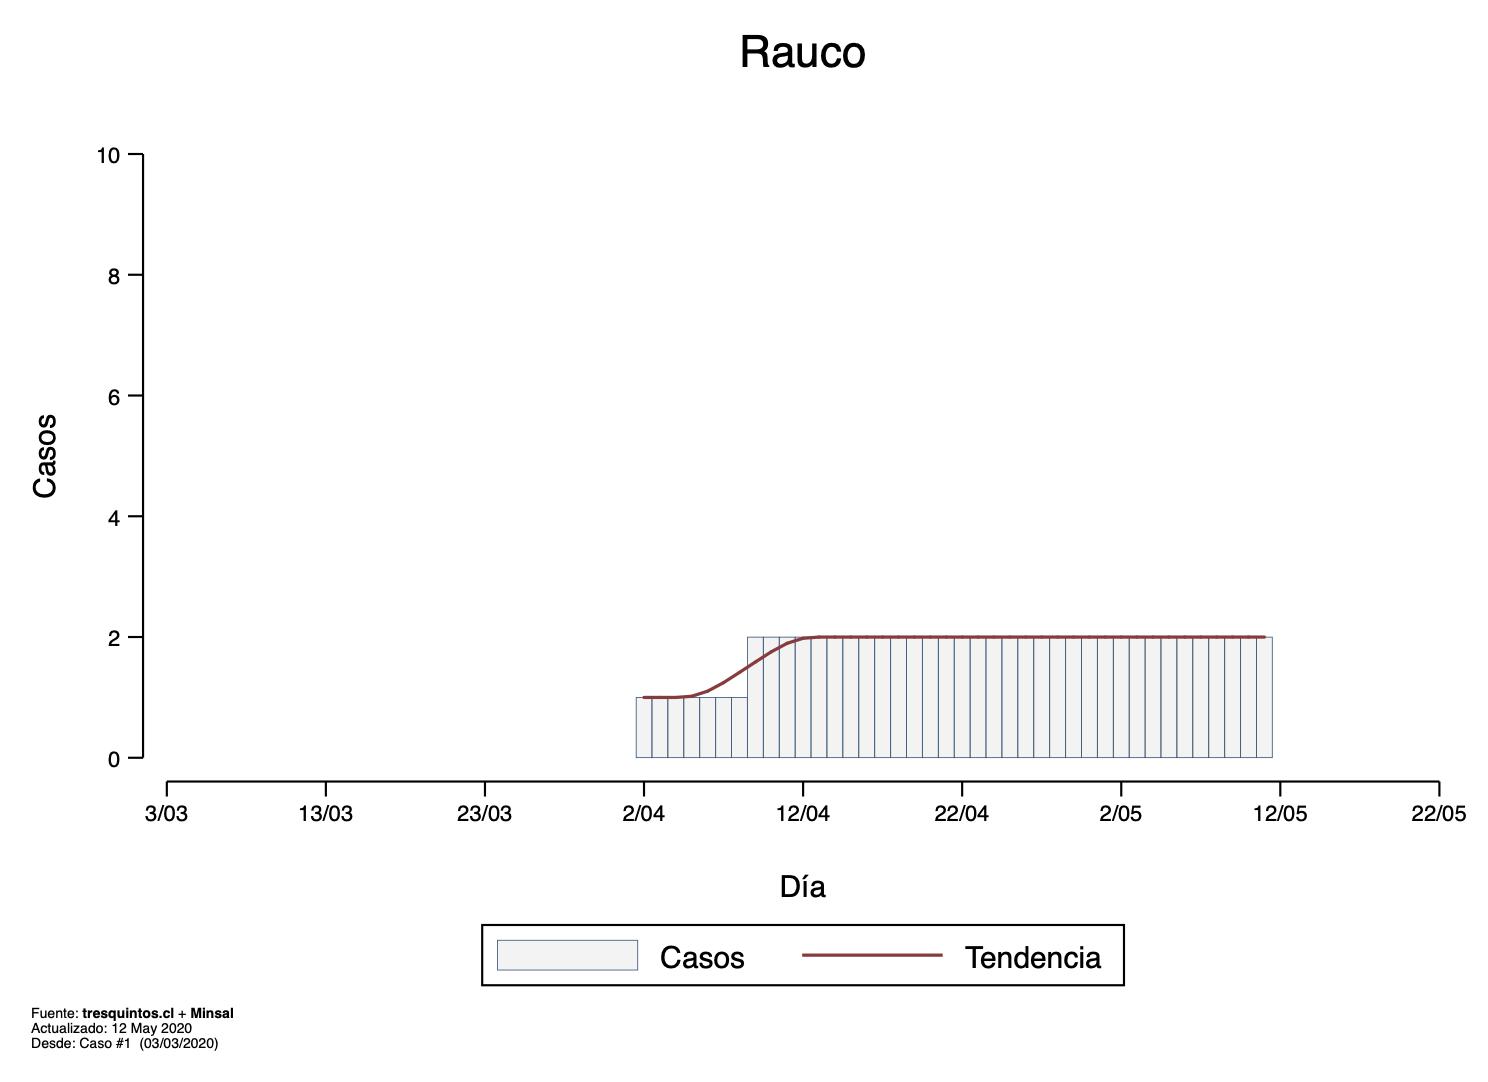 Rauco
10
8
6
4
2
0
Casos
3/03 13/03 23/03 2/04 12/04 22/04 2/05 12/05 22/05
Día
Casos Tendencia
Fuente: tresquintos.cl + Minsal
Actualizado: 12 May 2020
Desde: Caso #1 (03/03/2020)